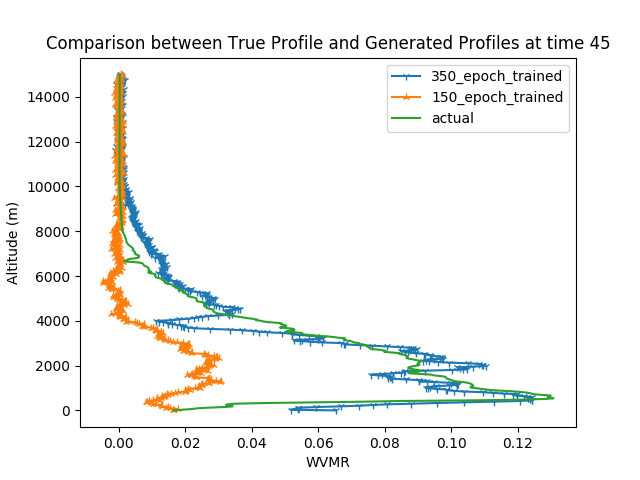 Comparison between True Profile and Generated Profiles at time 45
350_epoch_trained
150_epoch_trained
actual
Altitude (m)
14000
12000
10000
8000
6000
4000
2000
0
0.00 0.02 0.04 0.06 0.08 0.10 0.12
WVMR